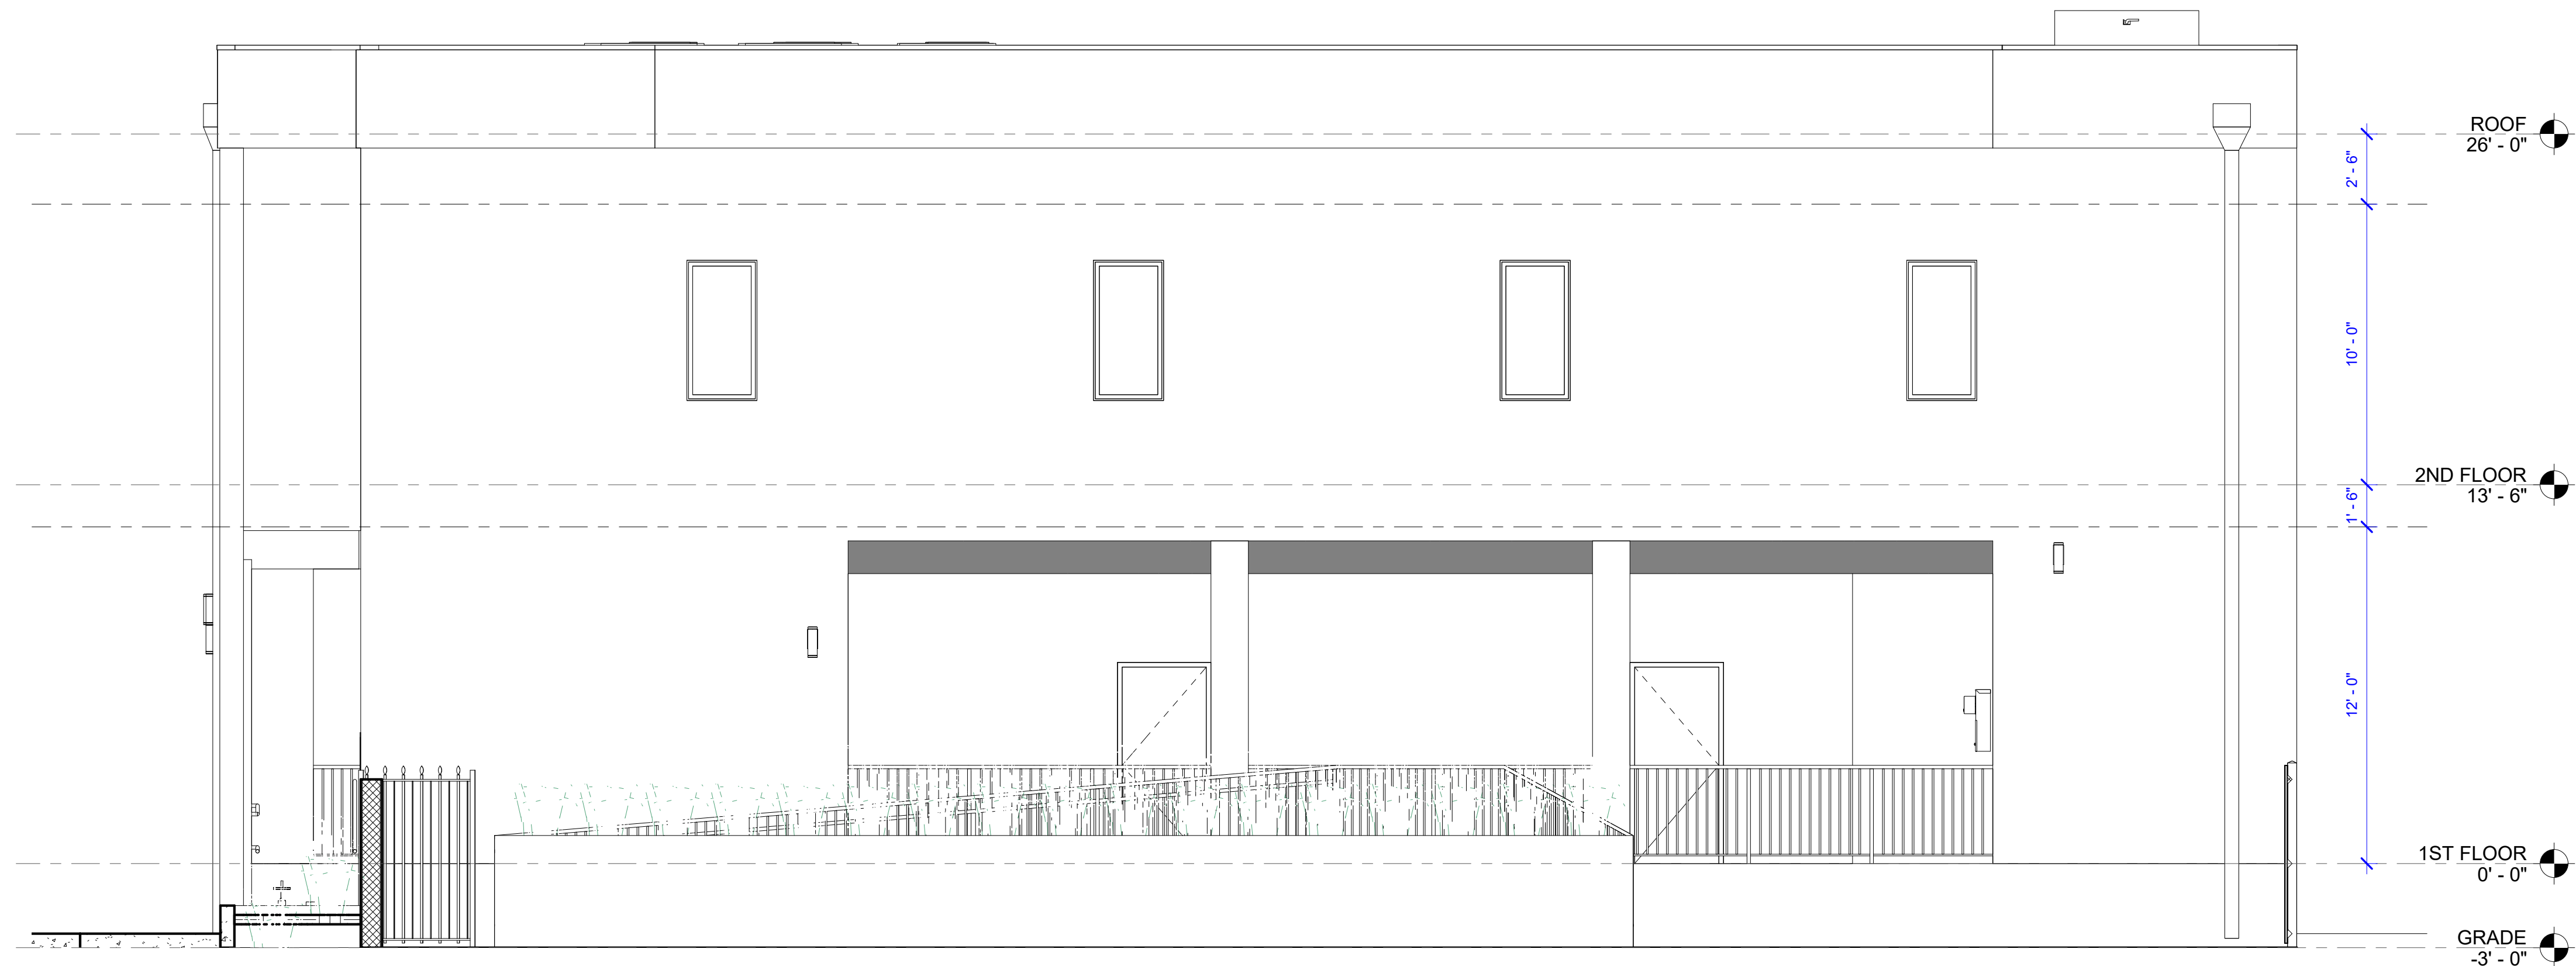 ROOF
26' - 0"
2' - 6"
10' - 0"
2ND FLOOR
13' - 6"
1' - 6"
12' - 0"
1ST FLOOR
0' - 0"
GRADE
-3' - 0"